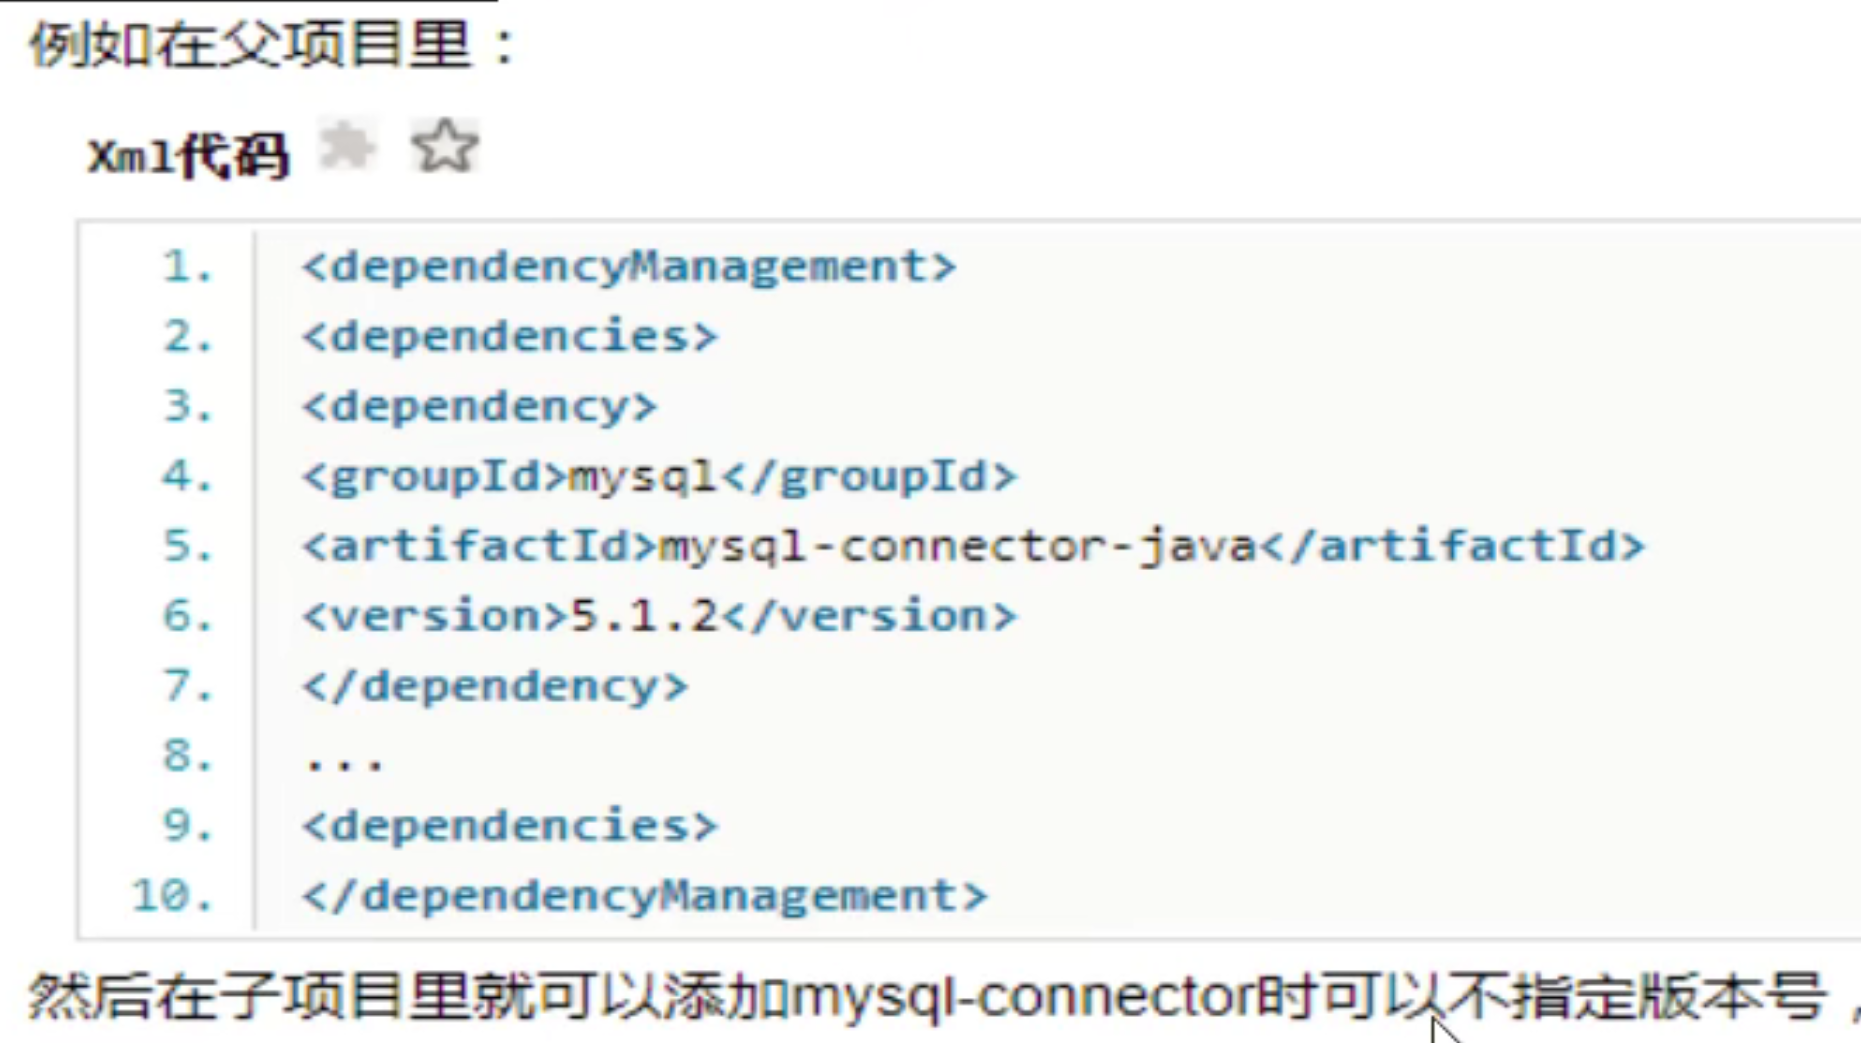 例如在父项目里：
Xml代码
1. <dependencyManagement>
2. <dependencies>
3. <dependency>
4. <groupId>mysql</groupId>
5. <artifactId>mysql-connector-java</artifactId>
6. <version>5.1.2</version>
7. </dependency>
8. ...
9. <dependencies>
10. </dependencyManagement>
然后在子项目里就可以添加mysql-connector时可以不指定版本号，